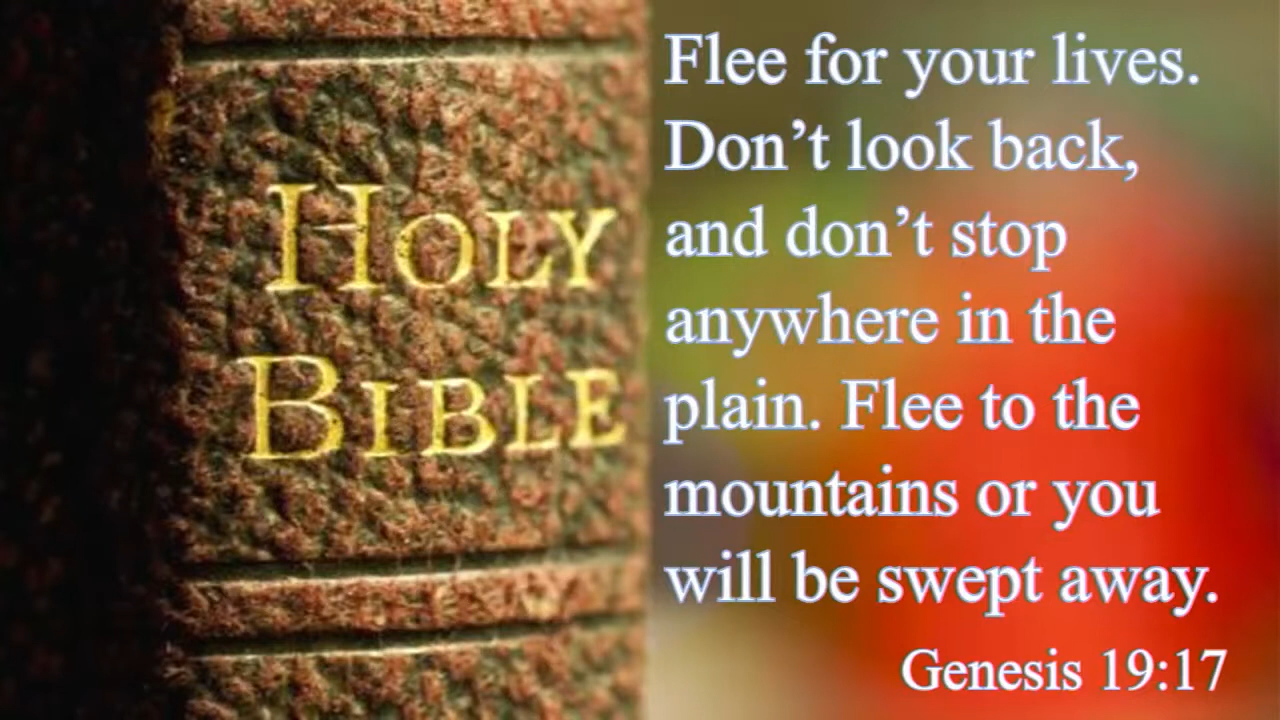 HOLY
BIBLE
Flee for your lives.
Don’t look back,
and don’t stop
anywhere in the
plain. Flee to the
mountains or you
will be swept away.
Genesis 19:17